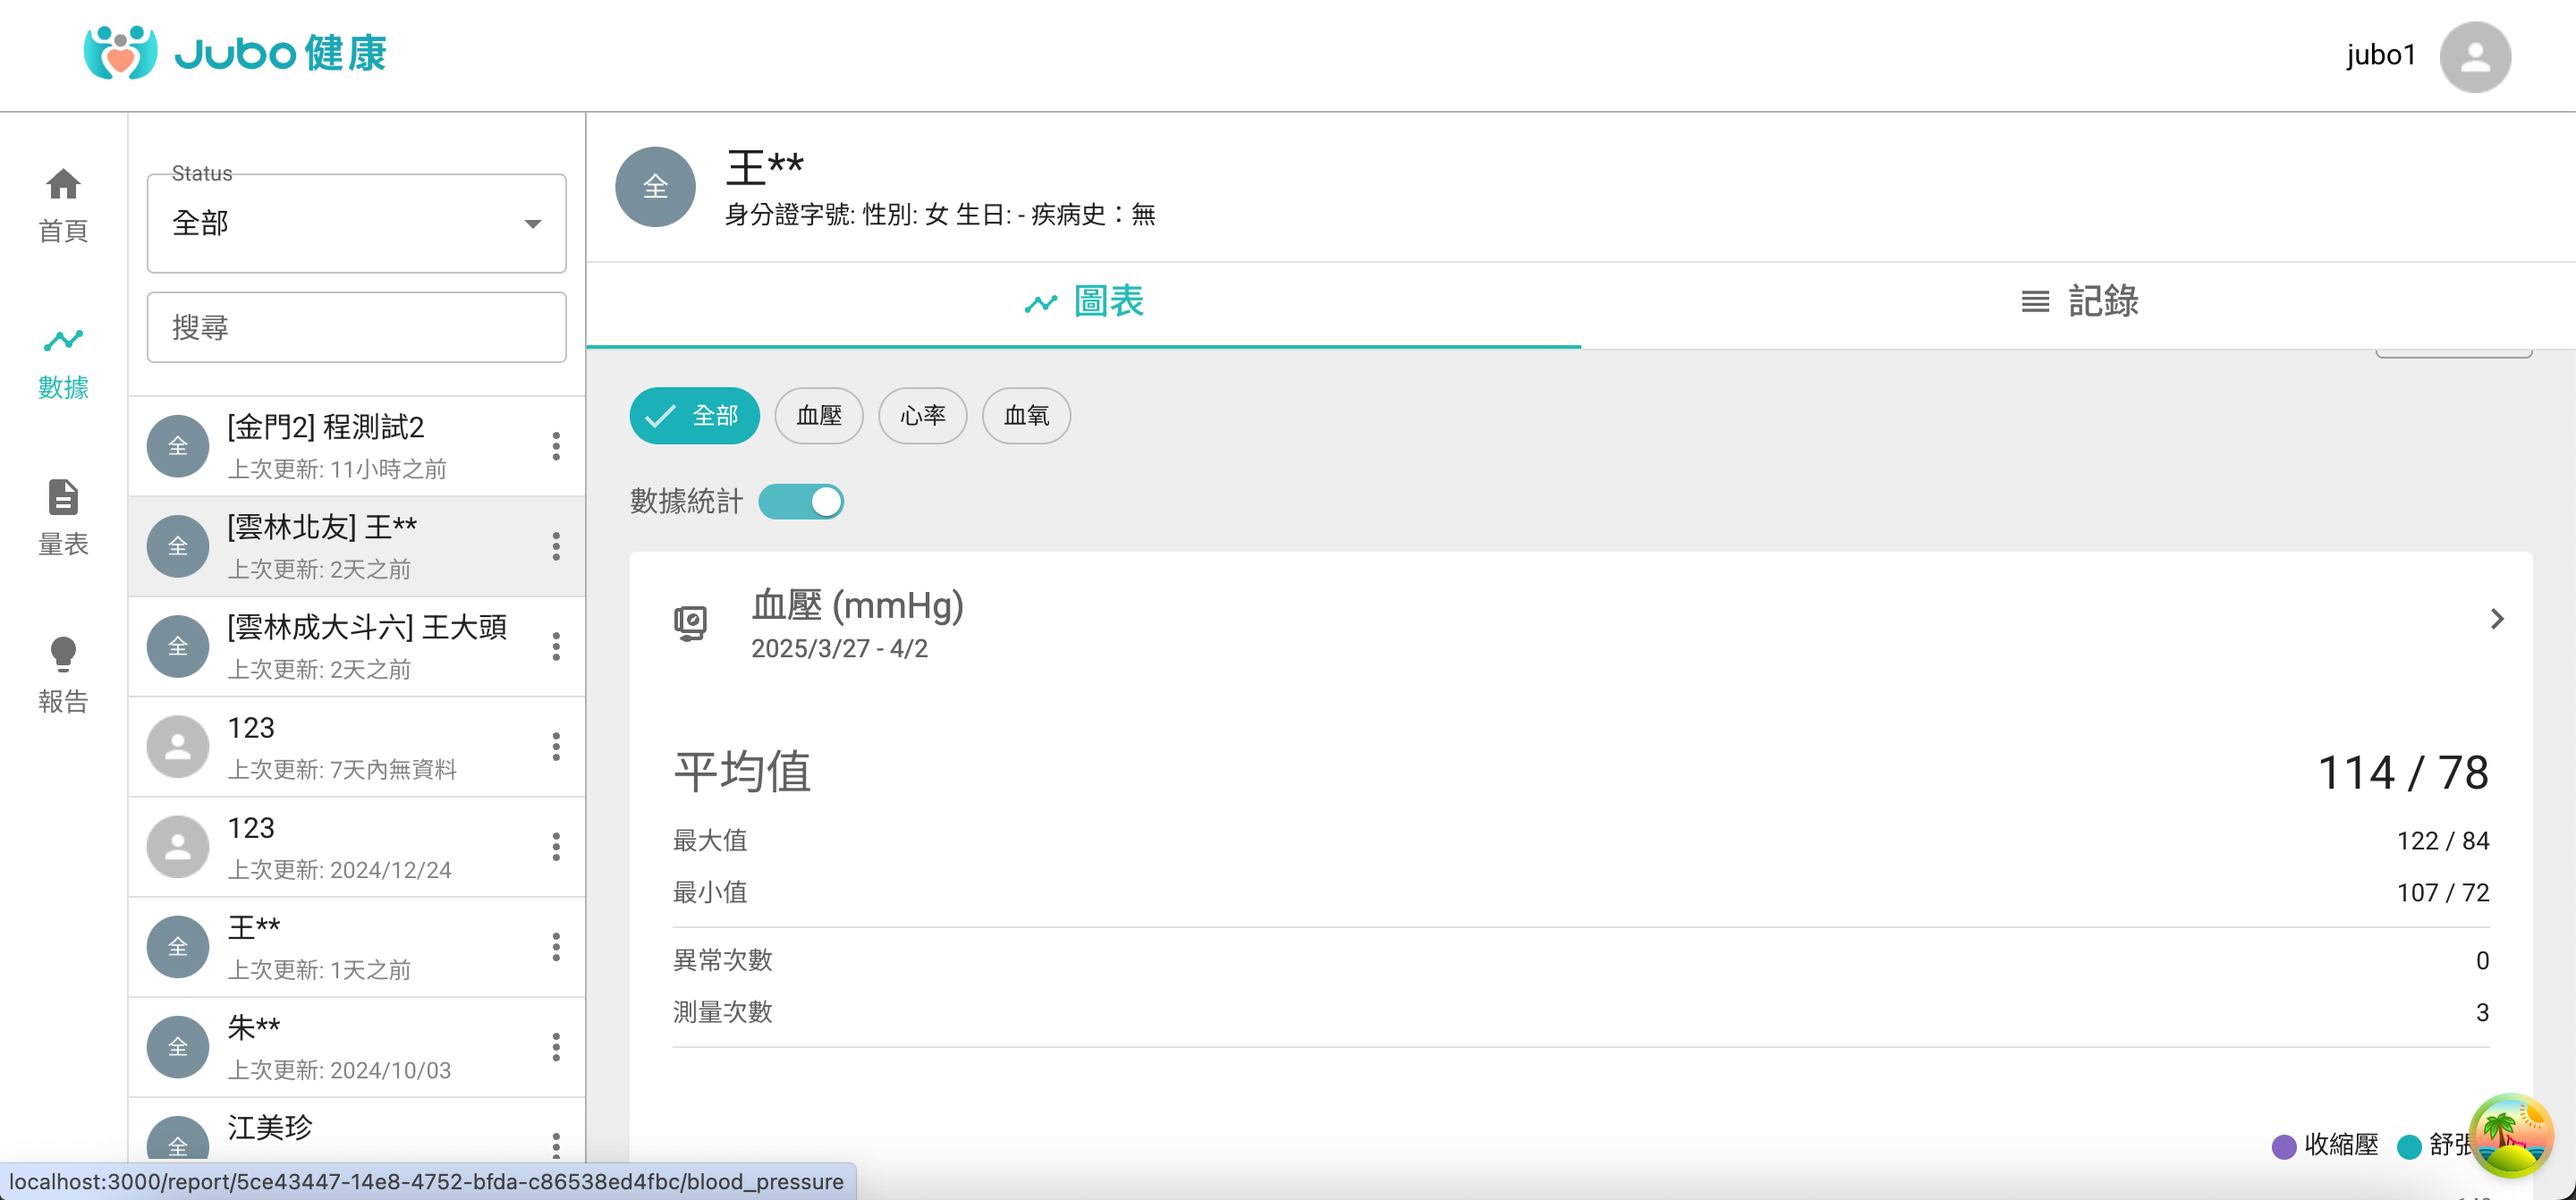 Jubo 健康
jubo1
首頁
數據
量表
報告
Status
全部
搜尋
全
[金門2] 程測試2
上次更新: 11小時之前
全
[雲林北友] 王**
上次更新: 2天之前
全
[雲林成大斗六] 王大頭
上次更新: 2天之前
123
上次更新: 7天內無資料
123
上次更新: 2024/12/24
全
王**
上次更新: 1天之前
全
朱**
上次更新: 2024/10/03
全
江美珍
全
王**
身分證字號: 性別: 女 生日: - 疾病史：無
圖表
記錄
全部
血壓
心率
血氧
數據統計
血壓 (mmHg)
2025/3/27 - 4/2
平均值
114 / 78
最大值
122 / 84
最小值
107 / 72
異常次數
0
測量次數
3
收縮壓
舒張
localhost:3000/report/5ce43447-14e8-4752-bfda-c86538ed4fbc/blood_pressure